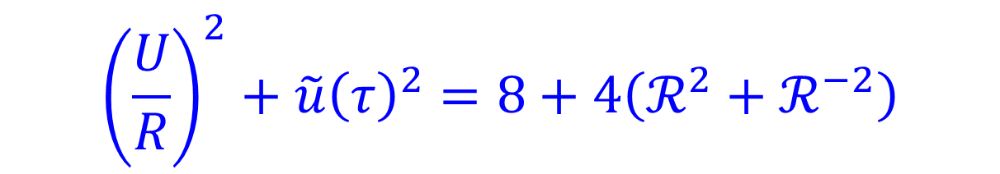 (U/R)² + ũ(τ)² = 8 + 4(ℛ² + ℛ⁻²)